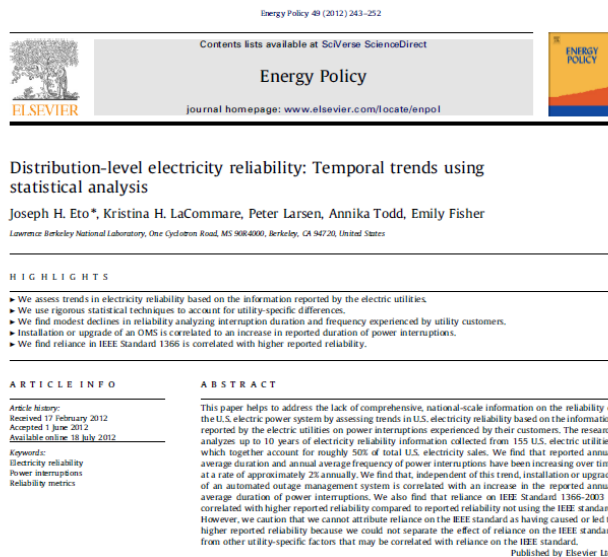 Energy Policy 49 (2012) 243–252
Contents lists available at SciVerse ScienceDirect
Energy Policy
journal homepage: www.elsevier.com/locate/enpol
ELSEVIER
ENERGY
POLICY
Distribution-level electricity reliability: Temporal trends using
statistical analysis
Joseph H. Eto*, Kristina H. LaCommare, Peter Larsen, Annika Todd, Emily Fisher
Lawrence Berkeley National Laboratory, One Cyclotron Road, MS 90R4000, Berkeley, CA 94720, United States
HIGHLIGHTS
▸ We assess trends in electricity reliability based on the information reported by the electric utilities.
▸ We use rigorous statistical techniques to account for utility-specific differences.
▸ We find modest declines in reliability analyzing interruption duration and frequency experienced by utility customers.
▸ Installation or upgrade of an OMS is correlated to an increase in reported duration of power interruptions.
▸ We find reliance in IEEE Standard 1366 is correlated with higher reported reliability.
ARTICLE INFO
Article history:
Received 17 February 2012
Accepted 1 June 2012
Available online 18 July 2012
Keywords:
Electricity reliability
Power interruptions
Reliability metrics
ABSTRACT
This paper helps to address the lack of comprehensive, national-scale information on the reliability o
the U.S. electric power system by assessing trends in U.S. electricity reliability based on the information
reported by the electric utilities on power interruptions experienced by their customers. The researc
analyzes up to 10 years of electricity reliability information collected from 155 U.S. electric utilities
which together account for roughly 50% of total U.S. electricity sales. We find that reported annua
average duration and annual average frequency of power interruptions have been increasing over tim
at a rate of approximately 2% annually. We find that, independent of this trend, installation or upgrad
of an automated outage management system is correlated with an increase in the reported annua
average duration of power interruptions. We also find that reliance on IEEE Standard 1366-2003
correlated with higher reported reliability compared to reported reliability not using the IEEE standard
However, we caution that we cannot attribute reliance on the IEEE standard as having caused or led t
higher reported reliability because we could not separate the effect of reliance on the IEEE standar
from other utility-specific factors that may be correlated with reliance on the standard.
Published by Elsevier Lt